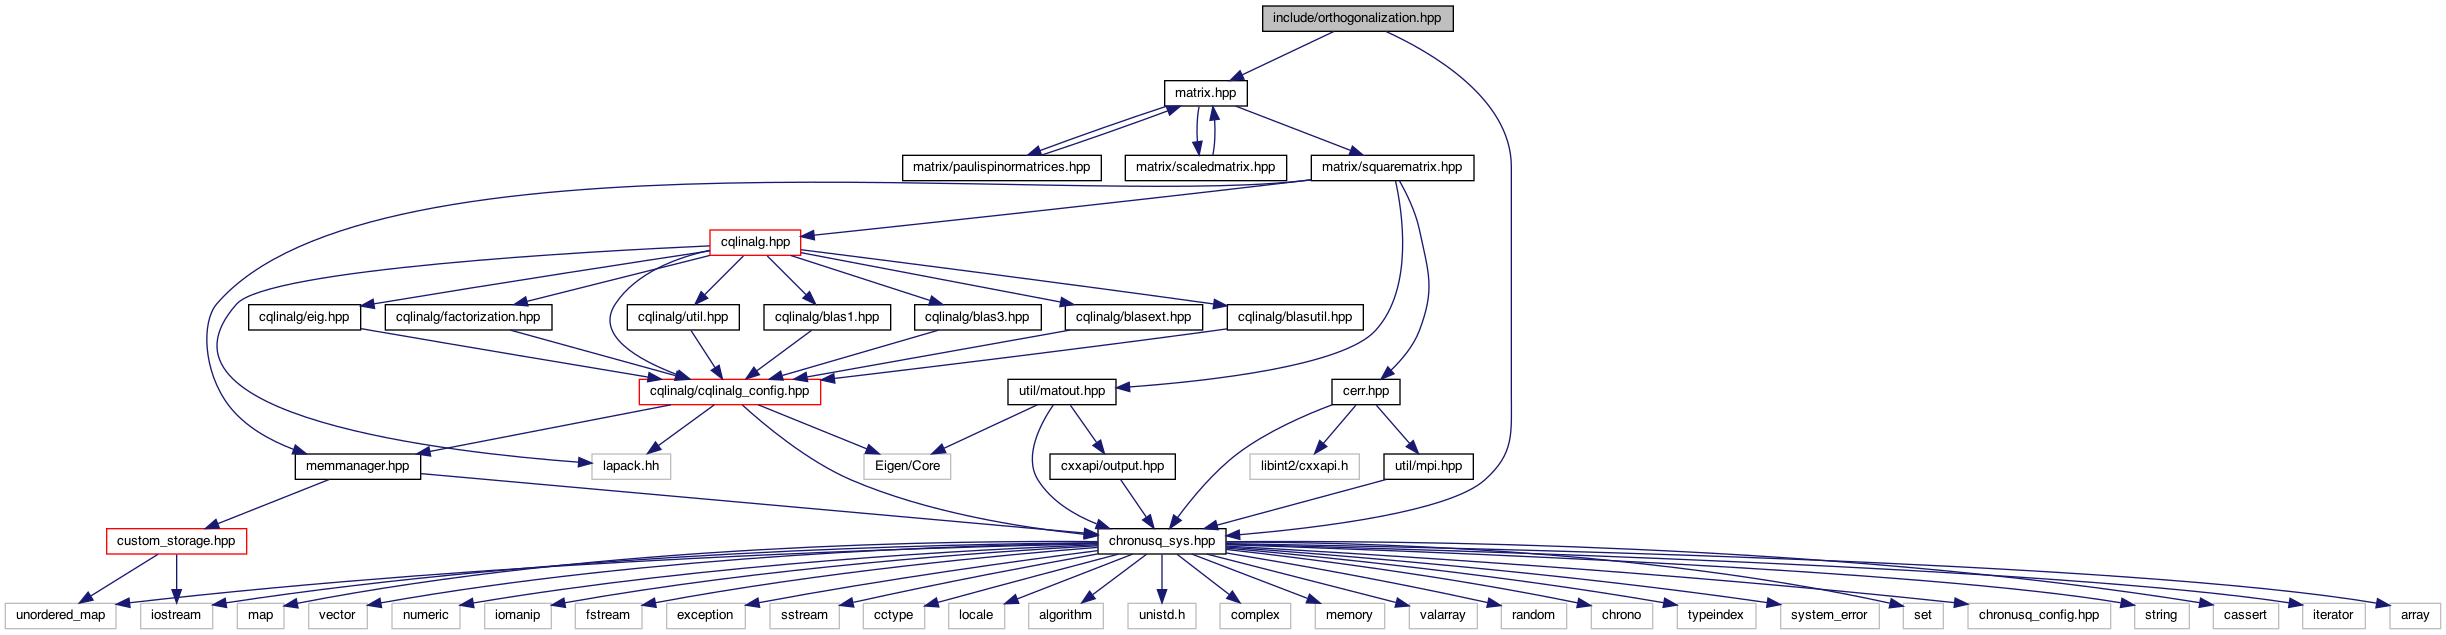 include/orthogonalization.hpp
matrix.hpp
matrix/paulispinormatrices.hpp
matrix/scaledmatrix.hpp
matrix/squarematrix.hpp
cqlinalg.hpp
cqlinalg/eig.hpp
cqlinalg/factorization.hpp
cqlinalg/util.hpp
cqlinalg/blas1.hpp
cqlinalg/blas3.hpp
cqlinalg/blasext.hpp
cqlinalg/blasutil.hpp
cqlinalg/cqlinalg_config.hpp
util/matout.hpp
cerr.hpp
memmanager.hpp
lapack.hh
Eigen/Core
cxxapi/output.hpp
libint2/cxxapi.h
util/mpi.hpp
custom_storage.hpp
chronusq_sys.hpp
unordered_map
iostream
map
vector
numeric
iomanip
fstream
exception
sstream
cctype
locale
algorithm
unistd.h
complex
memory
valarray
random
chrono
typeindex
system_error
set
chronusq_config.hpp
string
cassert
iterator
array